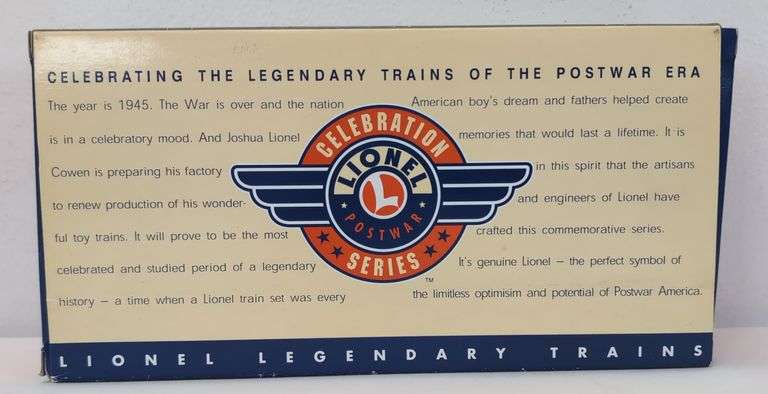 CELEBRATING THE LEGENDARY TRAINS OF THE POSTWAR ERA
The year is 1945. The War is over and the nation
is in a celebratory mood. And Joshua Lionel
Cowen is preparing his factory
to renew production of his wonder-
ful toy trains. It will prove to be the most
celebrated and studied period of a legendary
history – a time when a Lionel train set was every
American boy's dream and fathers helped create
memories that would last a lifetime. It is
in this spirit that the artisans
and engineers of Lionel have
crafted this commemorative series.
It's genuine Lionel – the perfect symbol of
the limitless optimisim and potential of Postwar America.
CELEBRATION
LIONEL
L
POSTWAR
SERIES
TM
LIONEL LEGENDARY TRAINS